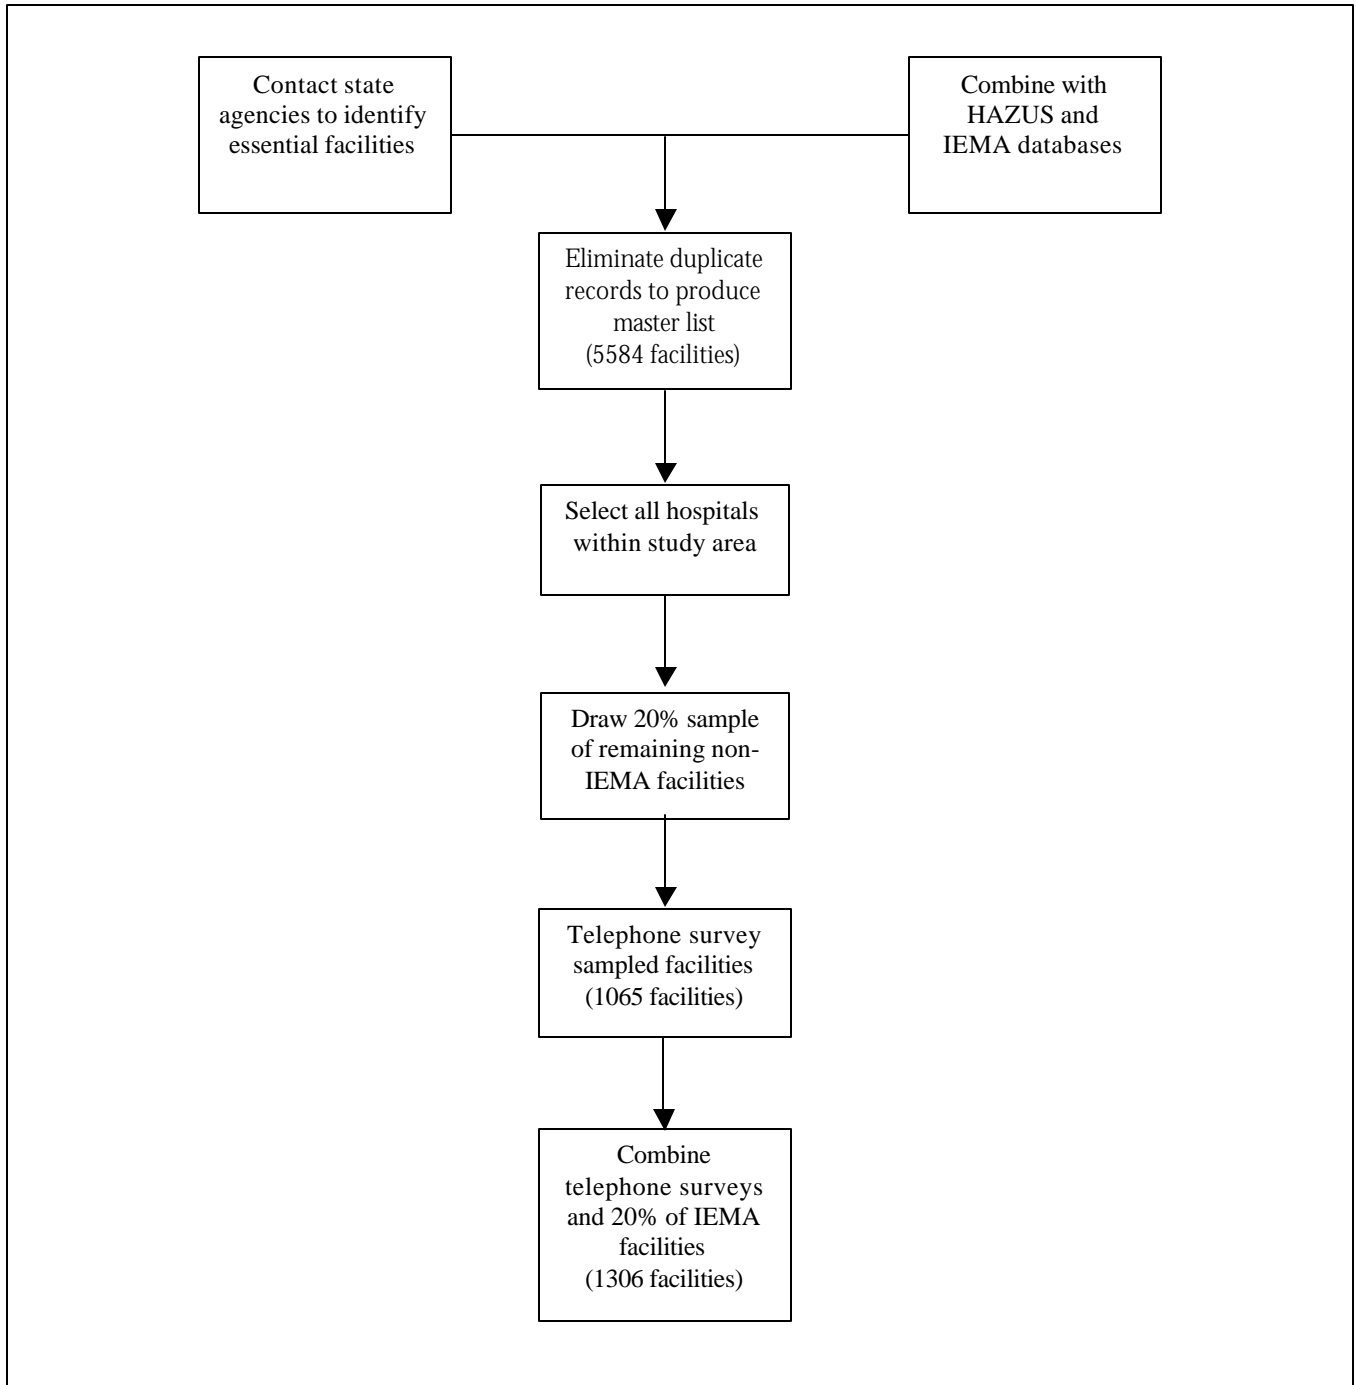 Contact state
agencies to identify
essential facilities
Combine with
HAZUS and
IEMA databases
Eliminate duplicate
records to produce
master list
(5584 facilities)
Select all hospitals
within study area
Draw 20% sample
of remaining non-
IEMA facilities
Telephone survey
sampled facilities
(1065 facilities)
Combine
telephone surveys
and 20% of IEMA
facilities
(1306 facilities)